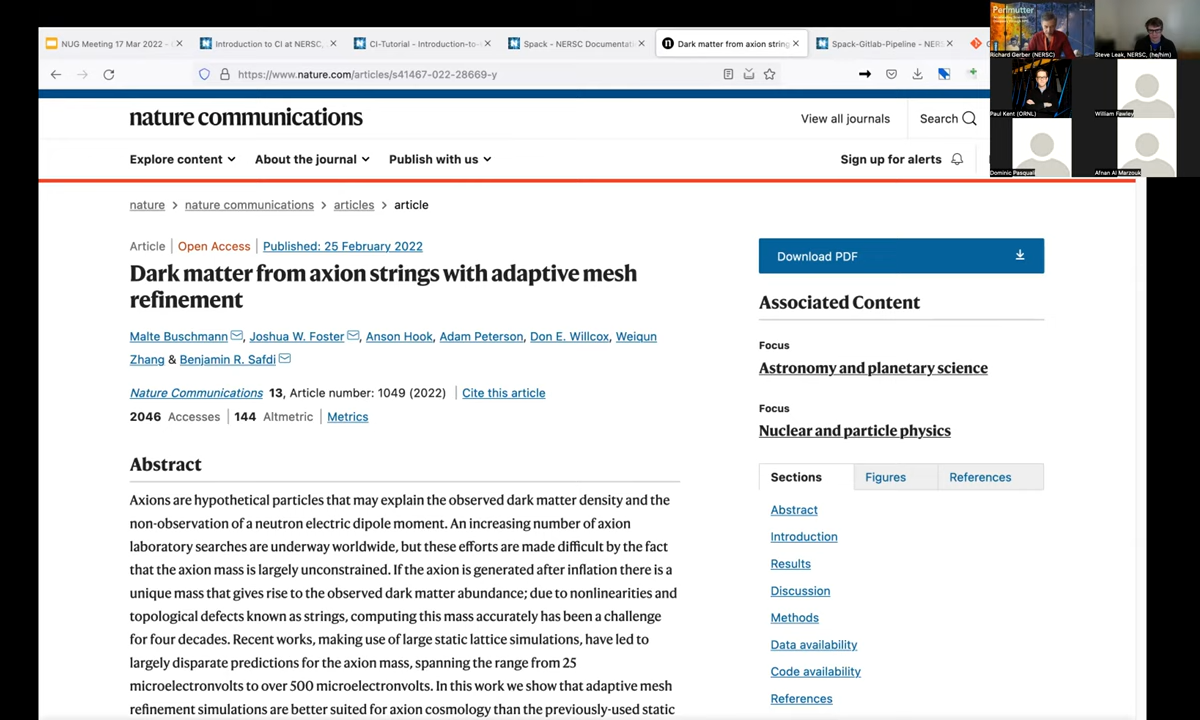 NUG Meeting 17 Mar 2022 -
Introduction to CI at NERSC,
CI-Tutorial - Introduction-to-
Spack - NERSC Documentat
Dark matter from axion string
Spack-Gitlab-Pipeline - NER
https://www.nature.com/articles/s41467-022-28669-y
Perlmutter
Richard Gerber (NERSC)
Steve Leak, NERSC, (he/him)
Paul Kent (ORNL)
William Fawley
Dominic Pasquali
Afnan Al Marzouk
nature communications
View all journals
Search
Explore content
About the journal
Publish with us
Sign up for alerts
nature > nature communications > articles > article
Article | Open Access | Published: 25 February 2022
Dark matter from axion strings with adaptive mesh
refinement
Malte Buschmann, Joshua W. Foster, Anson Hook, Adam Peterson, Don E. Willcox, Weiqun
Zhang & Benjamin R. Safdi
Nature Communications 13, Article number: 1049 (2022) | Cite this article
2046 Accesses | 144 Altmetric | Metrics
Abstract
Axions are hypothetical particles that may explain the observed dark matter density and the
non-observation of a neutron electric dipole moment. An increasing number of axion
laboratory searches are underway worldwide, but these efforts are made difficult by the fact
that the axion mass is largely unconstrained. If the axion is generated after inflation there is a
unique mass that gives rise to the observed dark matter abundance; due to nonlinearities and
topological defects known as strings, computing this mass accurately has been a challenge
for four decades. Recent works, making use of large static lattice simulations, have led to
largely disparate predictions for the axion mass, spanning the range from 25
microelectronvolts to over 500 microelectronvolts. In this work we show that adaptive mesh
refinement simulations are better suited for axion cosmology than the previously-used static
Download PDF
Associated Content
Focus
Astronomy and planetary science
Focus
Nuclear and particle physics
Sections
Figures
References
Abstract
Introduction
Results
Discussion
Methods
Data availability
Code availability
References